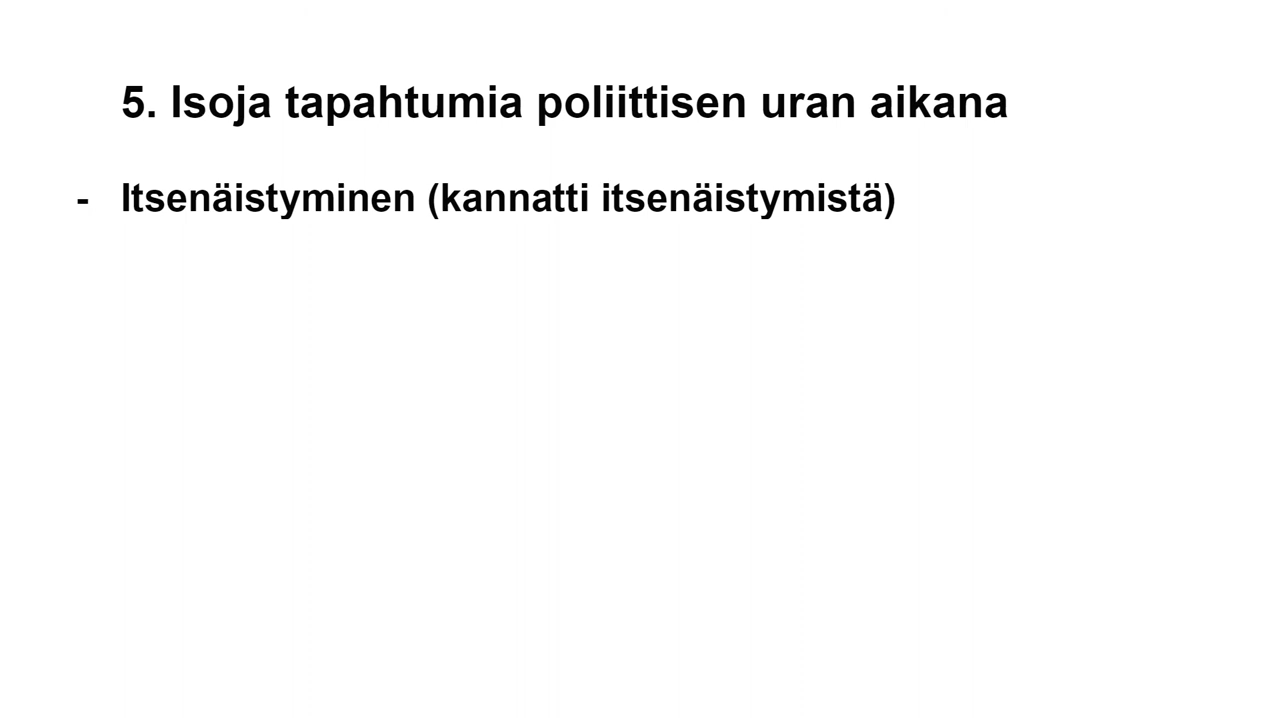 5. Isoja tapahtumia poliittisen uran aikana
- Itsenäistyminen (kannatti itsenäistymistä)